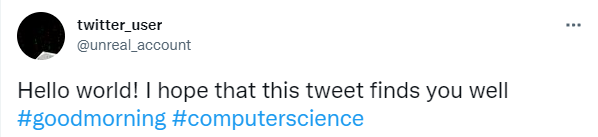 twitter_user
@unreal_account
Hello world! I hope that this tweet finds you well
#goodmorning #computerscience